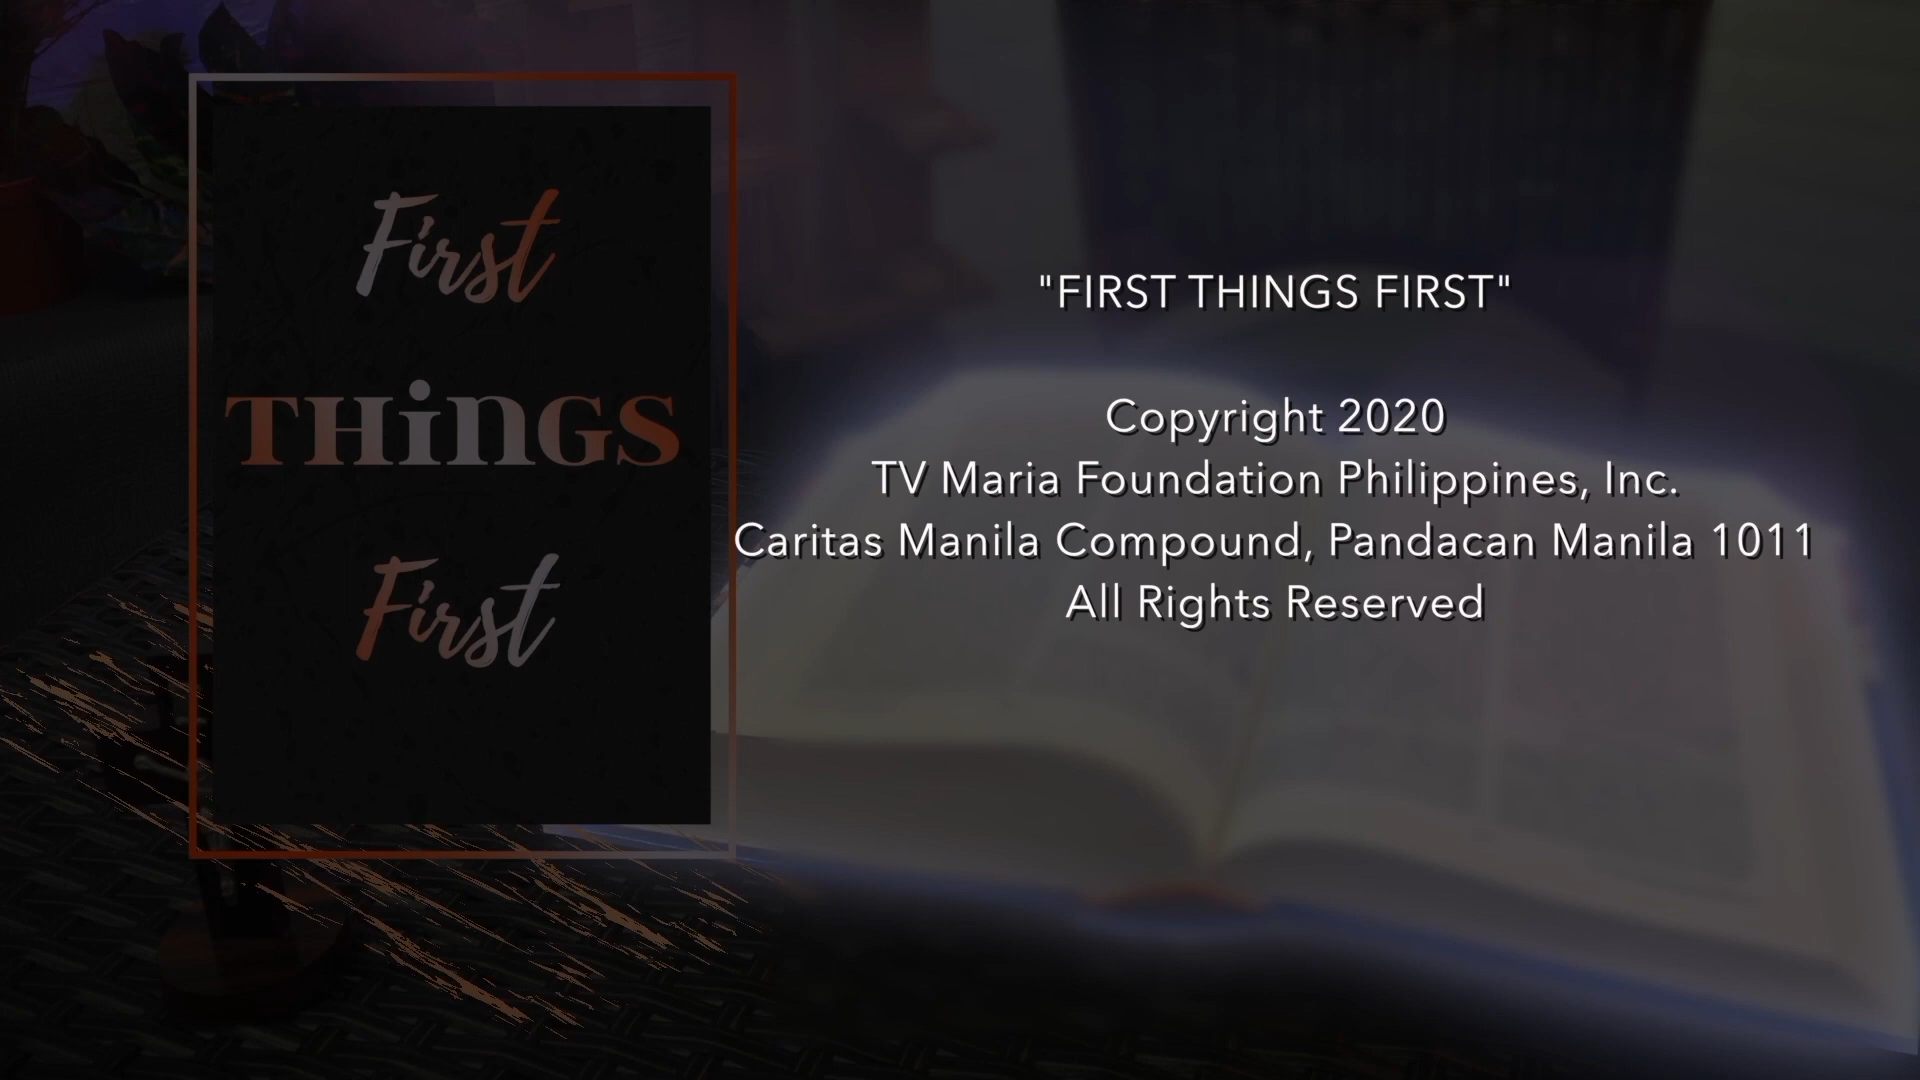 First
THiNGS
First
"FIRST THINGS FIRST"
Copyright 2020
TV Maria Foundation Philippines, Inc.
Caritas Manila Compound, Pandacan Manila 1011
All Rights Reserved